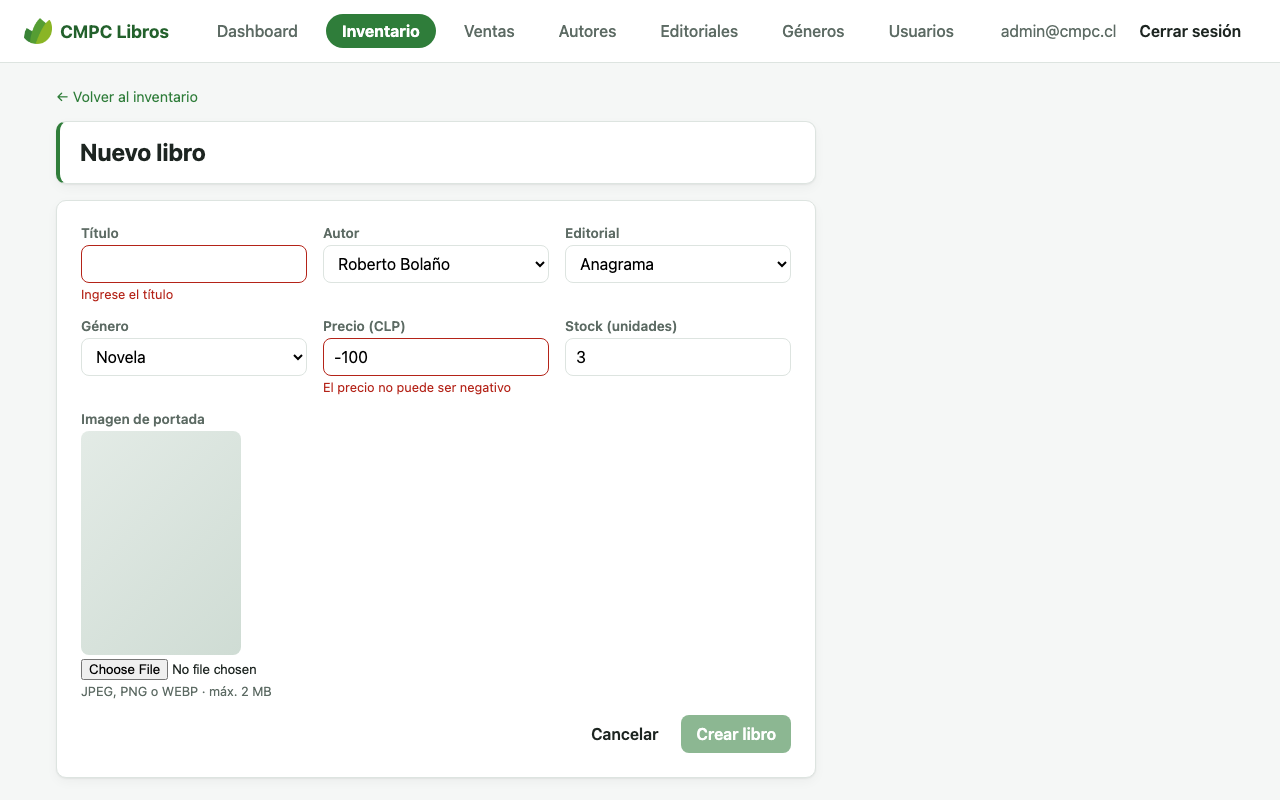 CMPC Libros Dashboard Inventario Ventas Autores Editoriales Géneros Usuarios admin@cmpc.cl Cerrar sesión
← Volver al inventario
Nuevo libro
Título Autor Editorial
Roberto Bolaño Anagrama
Ingrese el título
Género Precio (CLP) Stock (unidades)
Novela -100 3
El precio no puede ser negativo
Imagen de portada
Choose File No file chosen
JPEG, PNG o WEBP · máx. 2 MB
Cancelar Crear libro